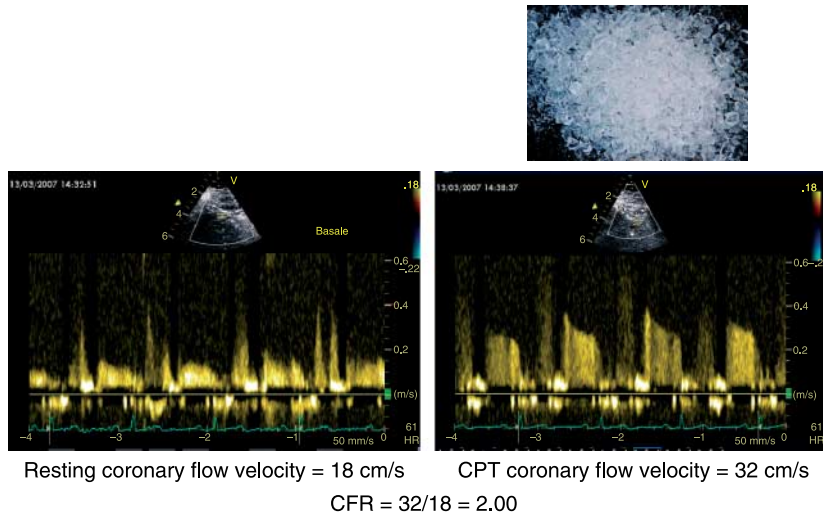 13/03/2007 14:32:51
V
.18
2
4
6
Basale
0.6
-.22
0.4
0.2
(m/s)
61
HR
-4
-3
-2
-1
50 mm/s
0
13/03/2007 14:38:37
V
.18
2
4
6
0.6
-.22
0.4
0.2
(m/s)
61
HR
-4
-3
-2
-1
50 mm/s
0
Resting coronary flow velocity = 18 cm/s
CPT coronary flow velocity = 32 cm/s
CFR = 32/18 = 2.00